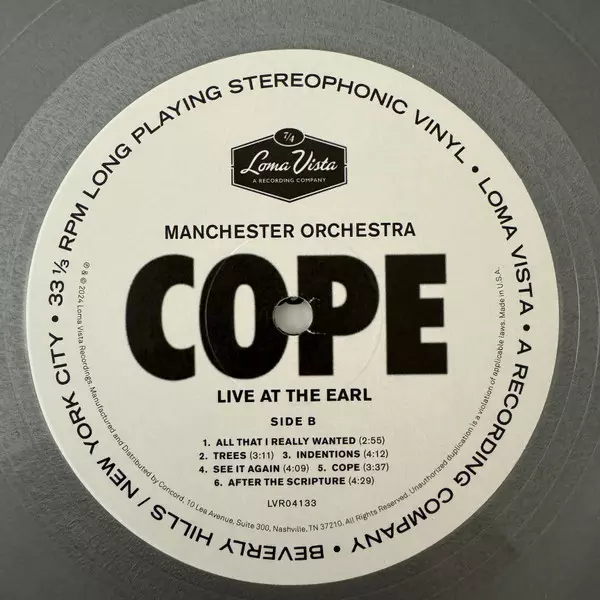 33 ⅓ RPM LONG PLAYING STEREOPHONIC VINYL • LOMA VISTA • A RECORDING COMPANY • BEVERLY HILLS / NEW YORK CITY •
7/4
Loma Vista
A RECORDING COMPANY
MANCHESTER ORCHESTRA
COPE
LIVE AT THE EARL
SIDE B
1. ALL THAT I REALLY WANTED (2:55)
2. TREES (3:11) 3. INDENTIONS (4:12)
4. SEE IT AGAIN (4:09) 5. COPE (3:37)
6. AFTER THE SCRIPTURE (4:29)
LVR04133
℗ & © 2024 Loma Vista Recordings. Manufactured and Distributed by Concord, 10 Lea Avenue, Suite 300, Nashville, TN 37210. All Rights Reserved. Unauthorized duplication is a violation of applicable laws. Made in U.S.A.